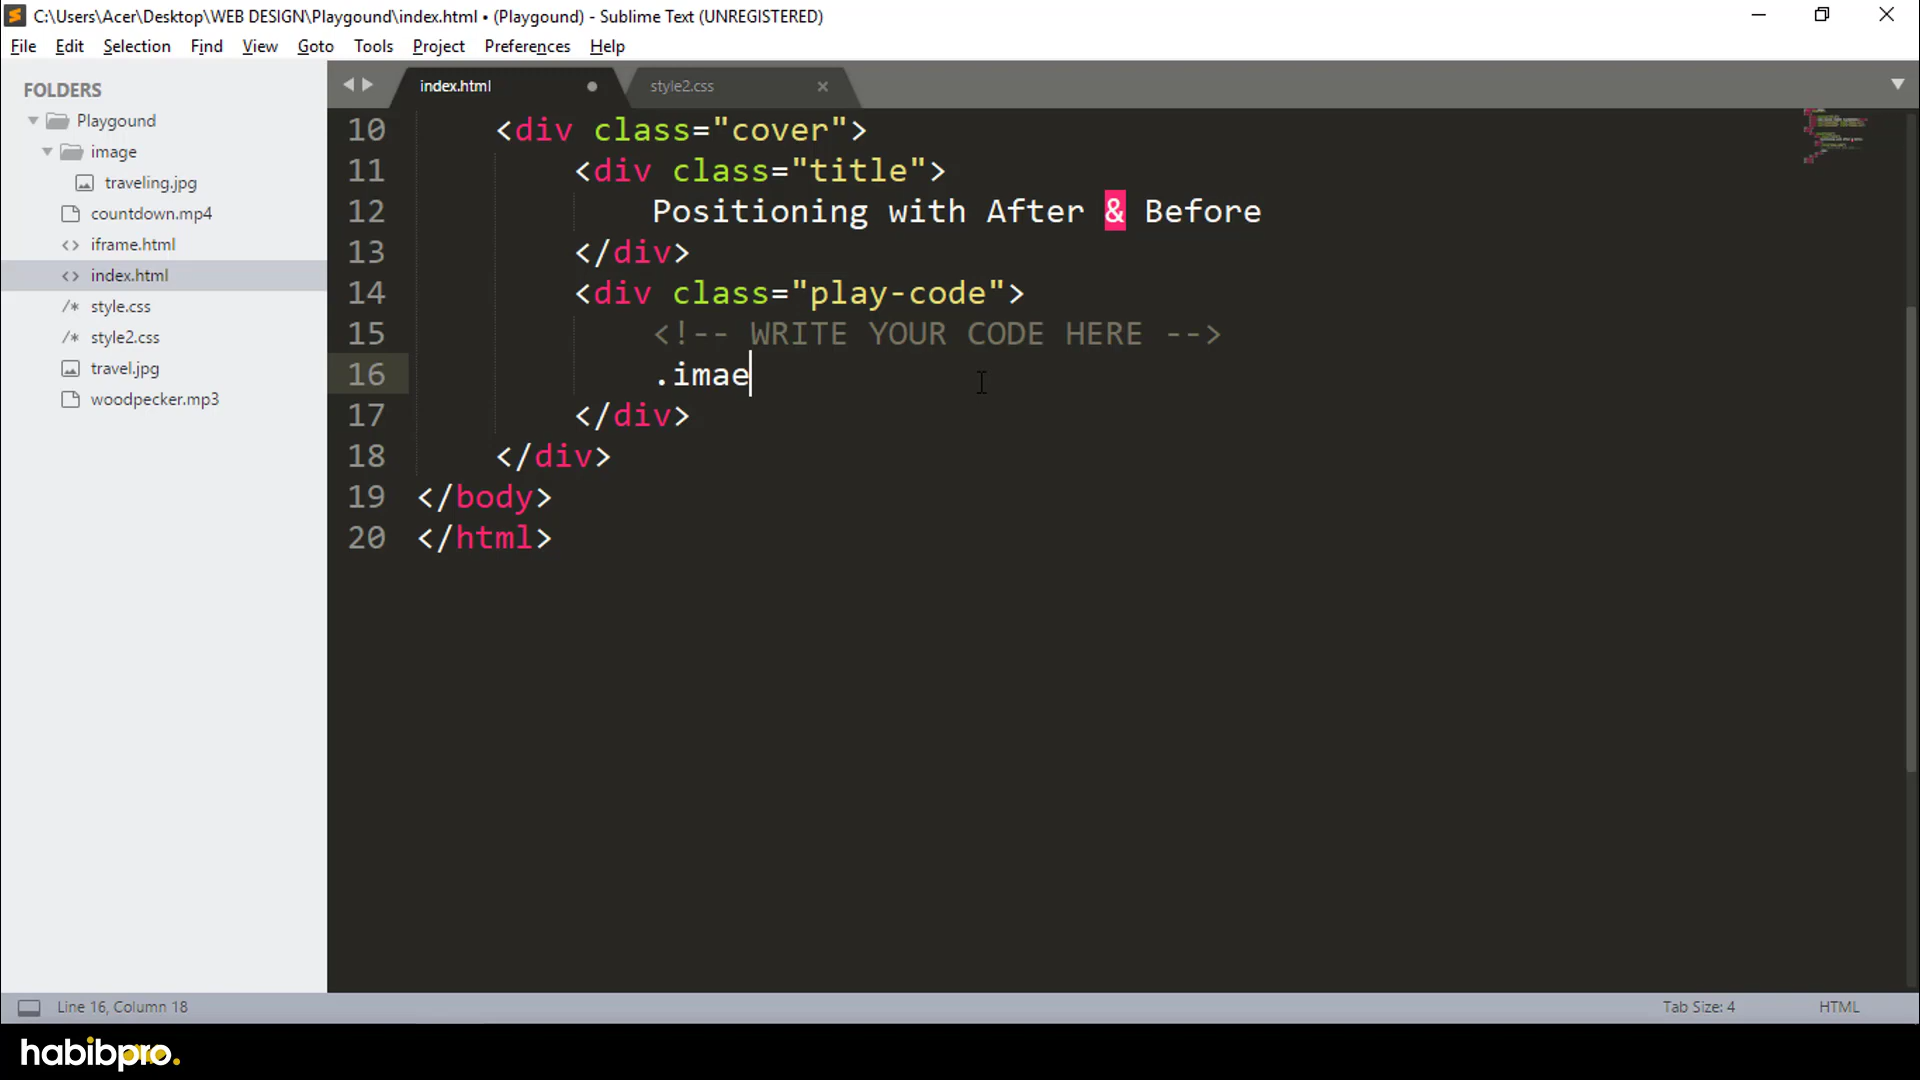 C:\Users\Acer\Desktop\WEB DESIGN\Playgound\index.html • (Playgound) - Sublime Text (UNREGISTERED)
File Edit Selection Find View Goto Tools Project Preferences Help
FOLDERS
Playgound
image
traveling.jpg
countdown.mp4
iframe.html
index.html
style.css
style2.css
travel.jpg
woodpecker.mp3
index.html
style2.css
10 <div class="cover">
11 <div class="title">
12 Positioning with After & Before
13 </div>
14 <div class="play-code">
15 <!-- WRITE YOUR CODE HERE -->
16 .imae
17 </div>
18 </div>
19 </body>
20 </html>
Line 16, Column 18
Tab Size: 4
HTML
habibpro.